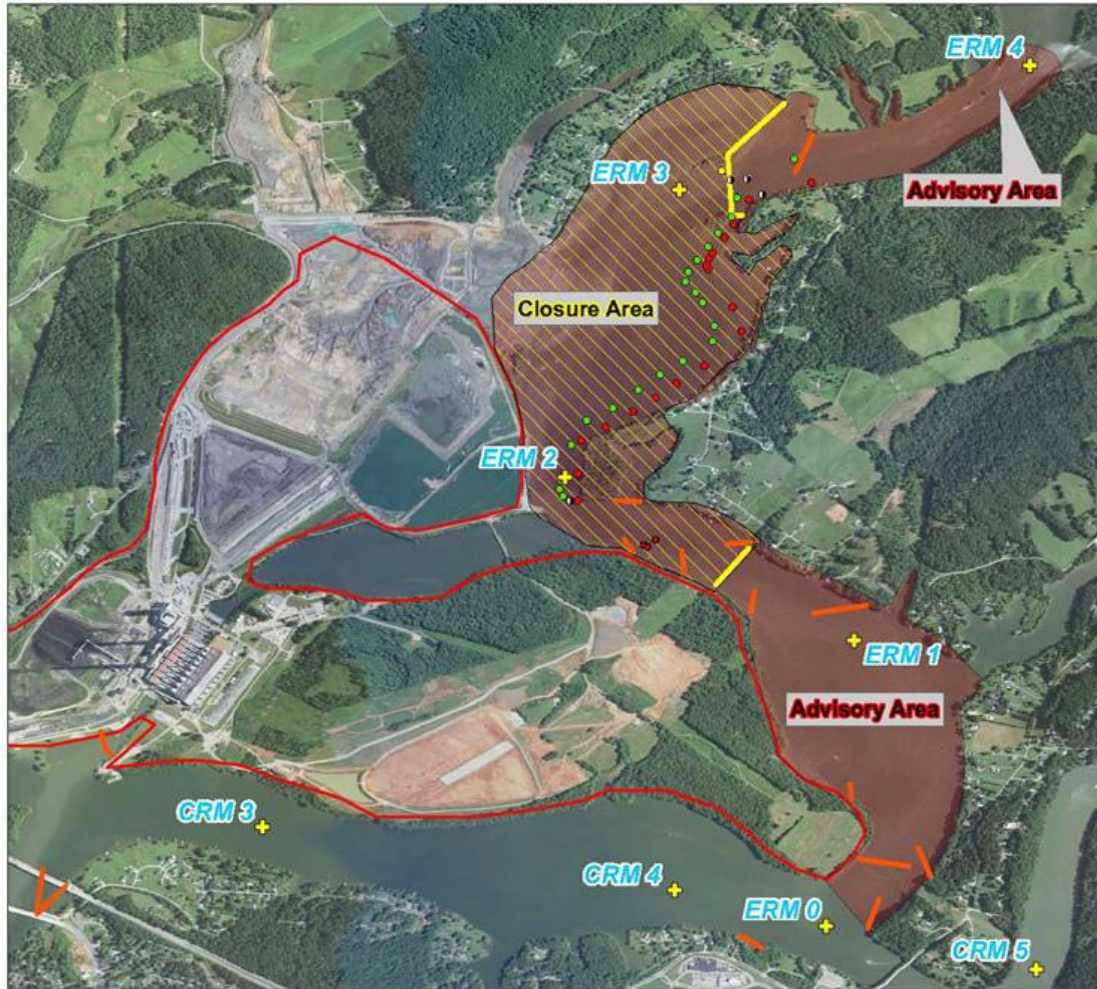 ERM 4
ERM 3
Advisory Area
Closure Area
ERM 2
ERM 1
Advisory Area
CRM 3
CRM 4
ERM 0
CRM 5